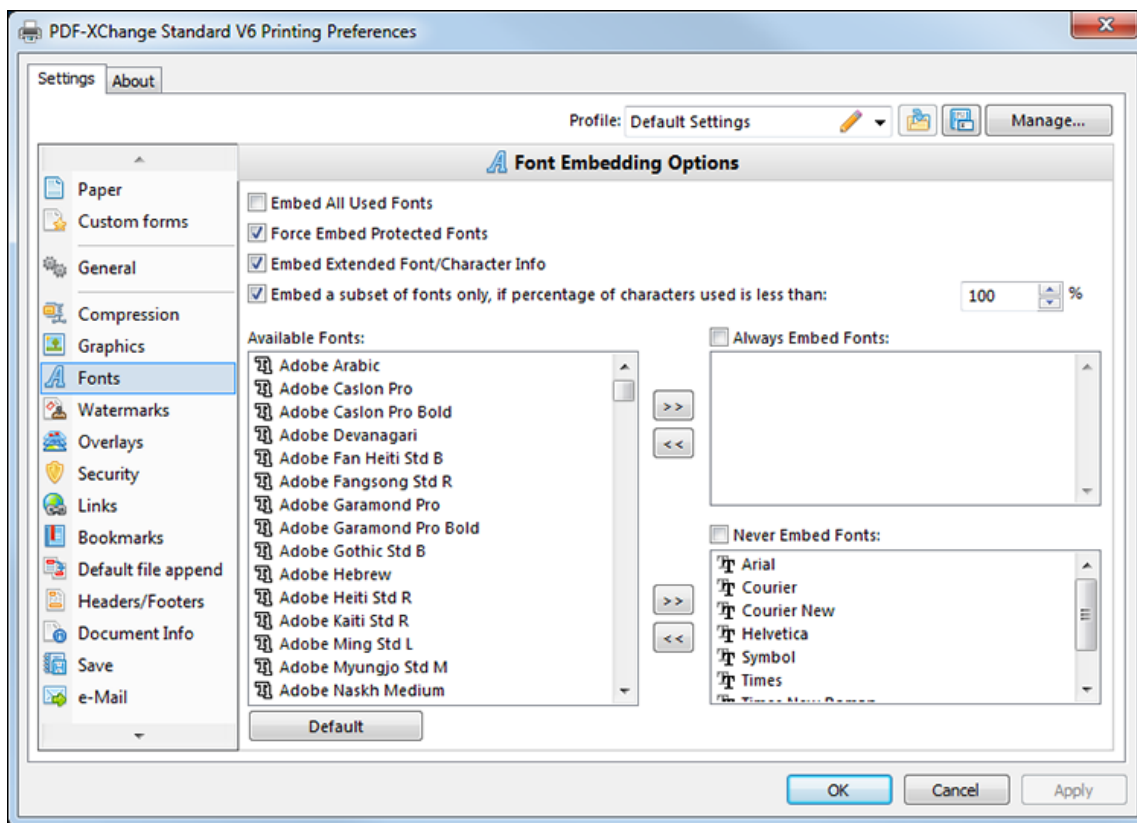 PDF-XChange Standard V6 Printing Preferences
Settings
About
Profile: Default Settings
Manage...
Paper
Custom forms
General
Compression
Graphics
Fonts
Watermarks
Overlays
Security
Links
Bookmarks
Default file append
Headers/Footers
Document Info
Save
e-Mail
Font Embedding Options
Embed All Used Fonts
Force Embed Protected Fonts
Embed Extended Font/Character Info
Embed a subset of fonts only, if percentage of characters used is less than: 100 %
Available Fonts:
Adobe Arabic
Adobe Caslon Pro
Adobe Caslon Pro Bold
Adobe Devanagari
Adobe Fan Heiti Std B
Adobe Fangsong Std R
Adobe Garamond Pro
Adobe Garamond Pro Bold
Adobe Gothic Std B
Adobe Hebrew
Adobe Heiti Std R
Adobe Kaiti Std R
Adobe Ming Std L
Adobe Myungjo Std M
Adobe Naskh Medium
>>
<<
>>
<<
Always Embed Fonts:
Never Embed Fonts:
Arial
Courier
Courier New
Helvetica
Symbol
Times
Times New Roman
Default
OK
Cancel
Apply